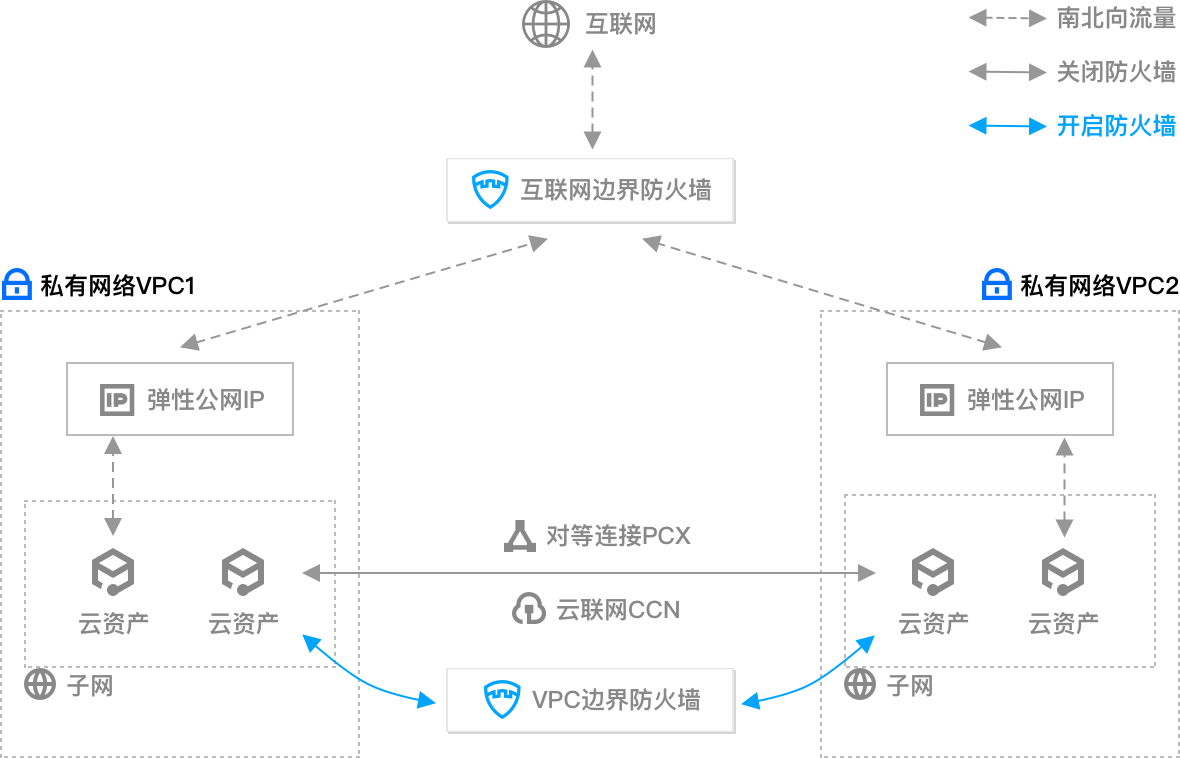 互联网
南北向流量
关闭防火墙
开启防火墙
互联网边界防火墙
私有网络VPC1
私有网络VPC2
IP 弹性公网IP
IP 弹性公网IP
对等连接PCX
云联网CCN
云资产
云资产
云资产
云资产
子网
子网
VPC边界防火墙